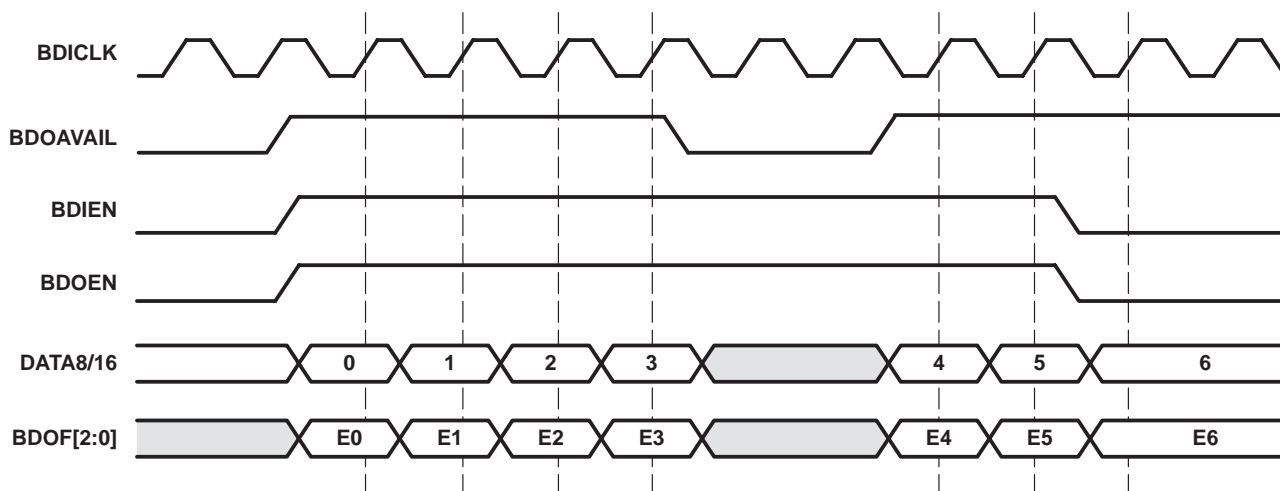 BDICLK
BDOAVAIL
BDIEN
BDOEN
DATA8/16 0 1 2 3 4 5 6
BDOF[2:0] E0 E1 E2 E3 E4 E5 E6